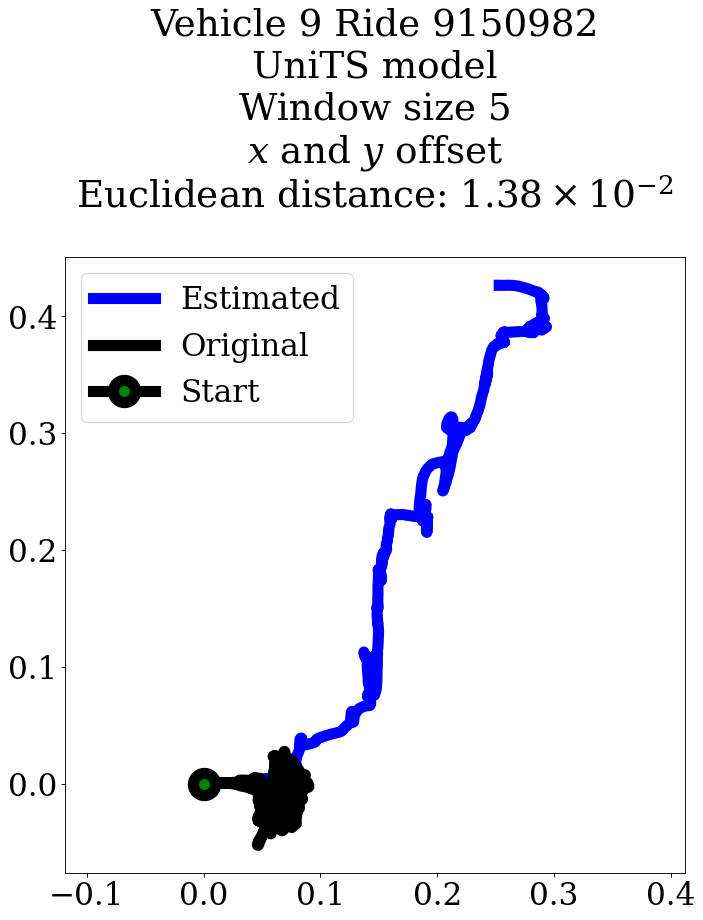 Vehicle 9 Ride 9150982
UniTS model
Window size 5
x and y offset
Euclidean distance: 1.38 × 10⁻²
Estimated
Original
Start
0.4
0.3
0.2
0.1
0.0
−0.1 0.0 0.1 0.2 0.3 0.4